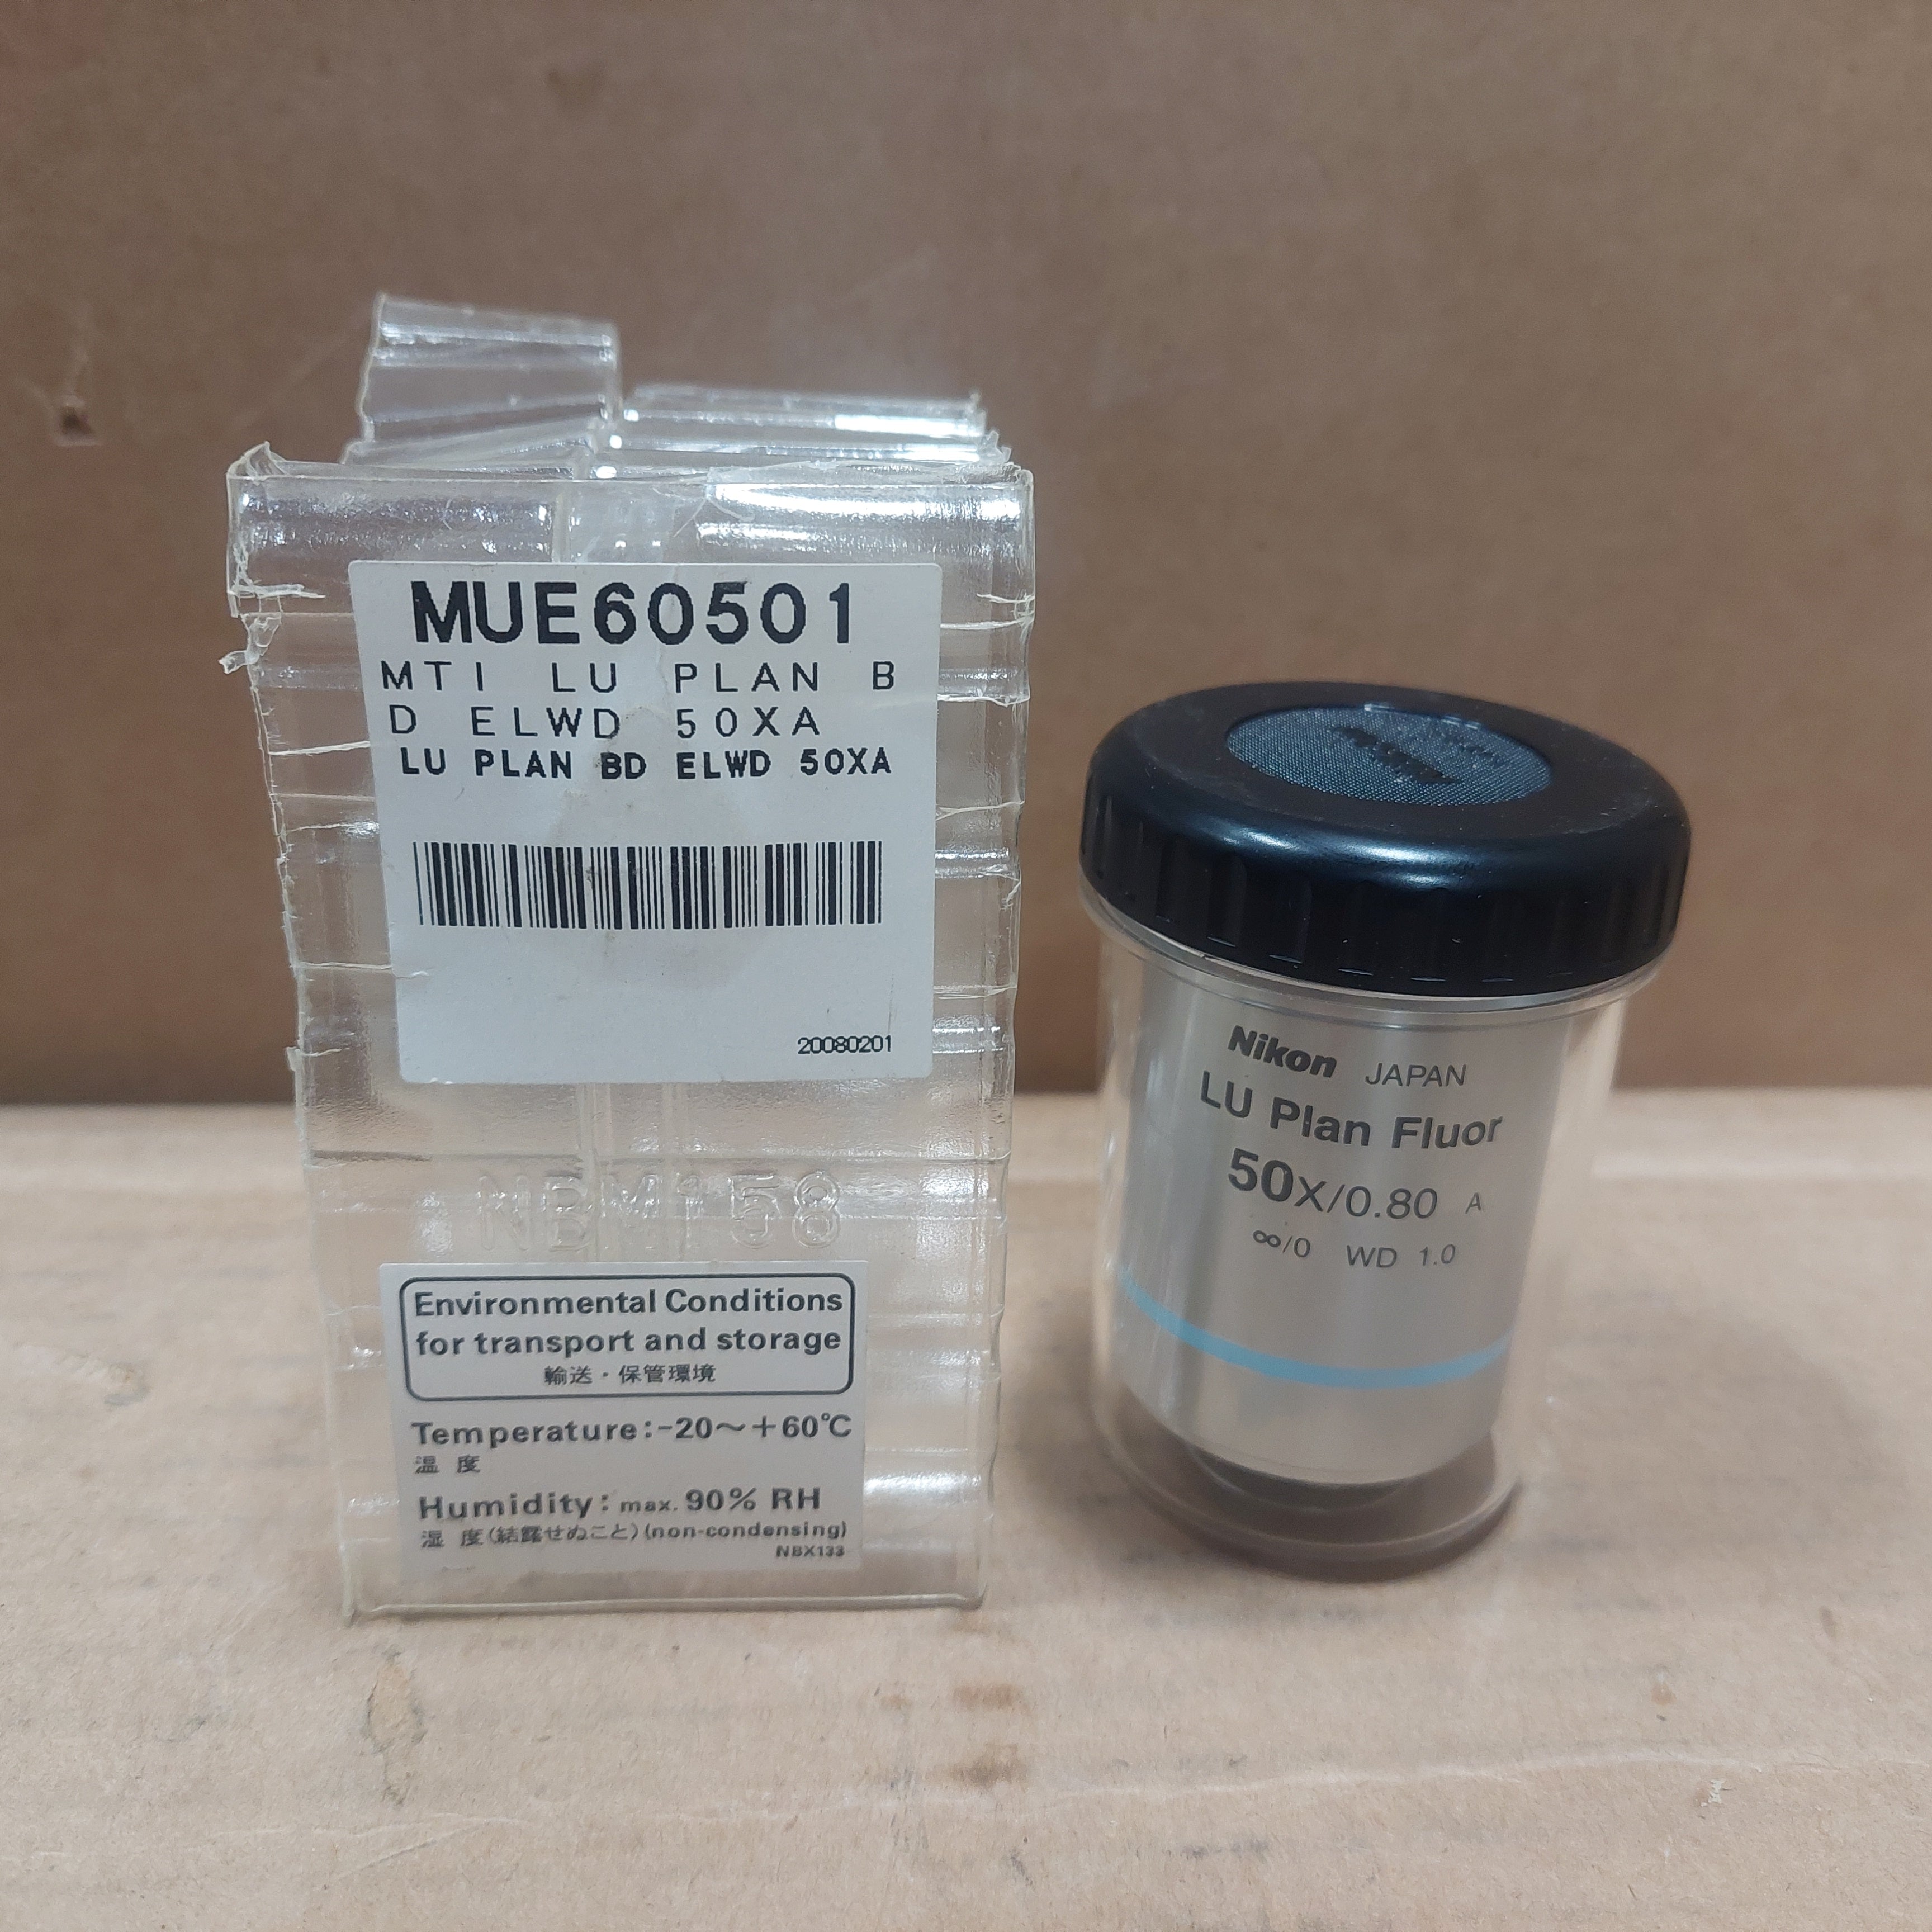 MUE60501
MTI LU PLAN B
D ELWD 50XA
LU PLAN BD ELWD 50XA
20080201
NBM158
Environmental Conditions
for transport and storage
輸送・保管環境
Temperature:-20～+60℃
温 度
Humidity: max. 90% RH
湿 度(結露せぬこと)(non-condensing)
NBX133
Nikon JAPAN
LU Plan Fluor
50X/0.80 A
∞/0 WD 1.0